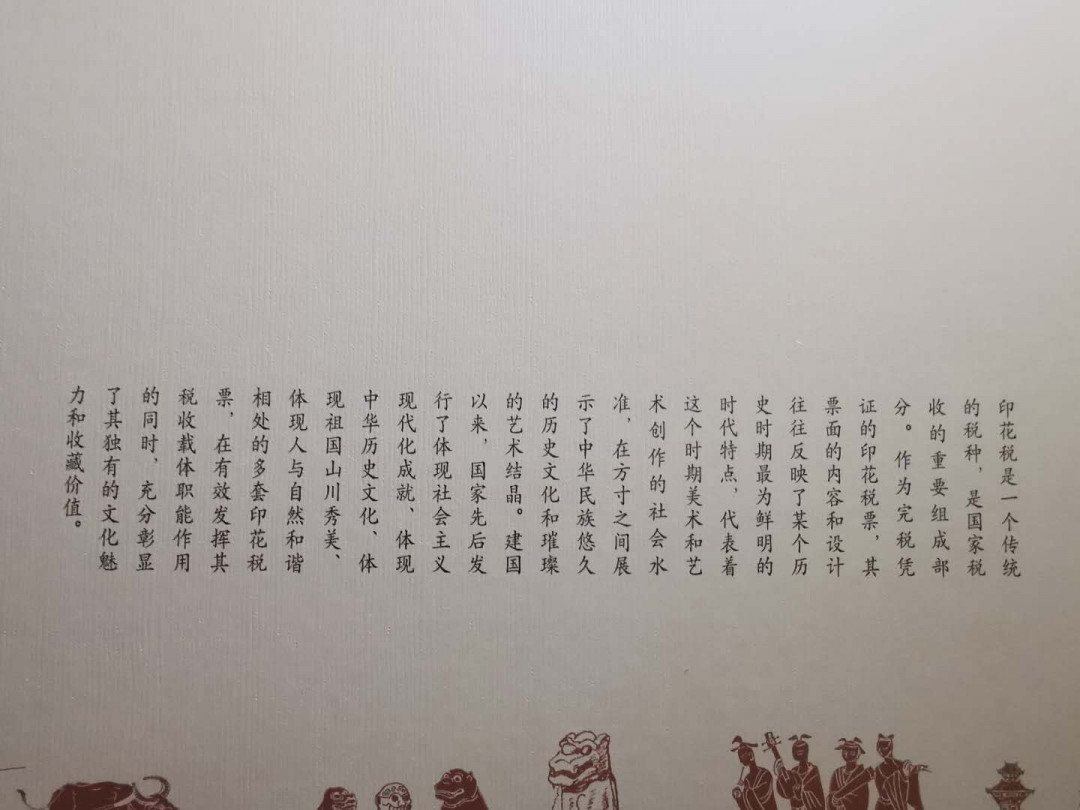 印花税是一个传统
的税种，是国家税
收的重要组成部
分。作为完税凭
证的印花税票，其
票面的内容和设计
往往反映了某个历
史时期最为鲜明的
时代特点，代表着
这个时期美术和艺
术创作的社会水
准，在方寸之间展
示了中华民族悠久
的历史文化和璀璨
的艺术结晶。建国
以来，国家先后发
行了体现社会主义
现代化成就、体现
中华历史文化、体
现祖国山川秀美、
体现人与自然和谐
相处的多套印花税
票，在有效发挥其
税收载体职能作用
的同时，充分彰显
了其独有的文化魅
力和收藏价值。